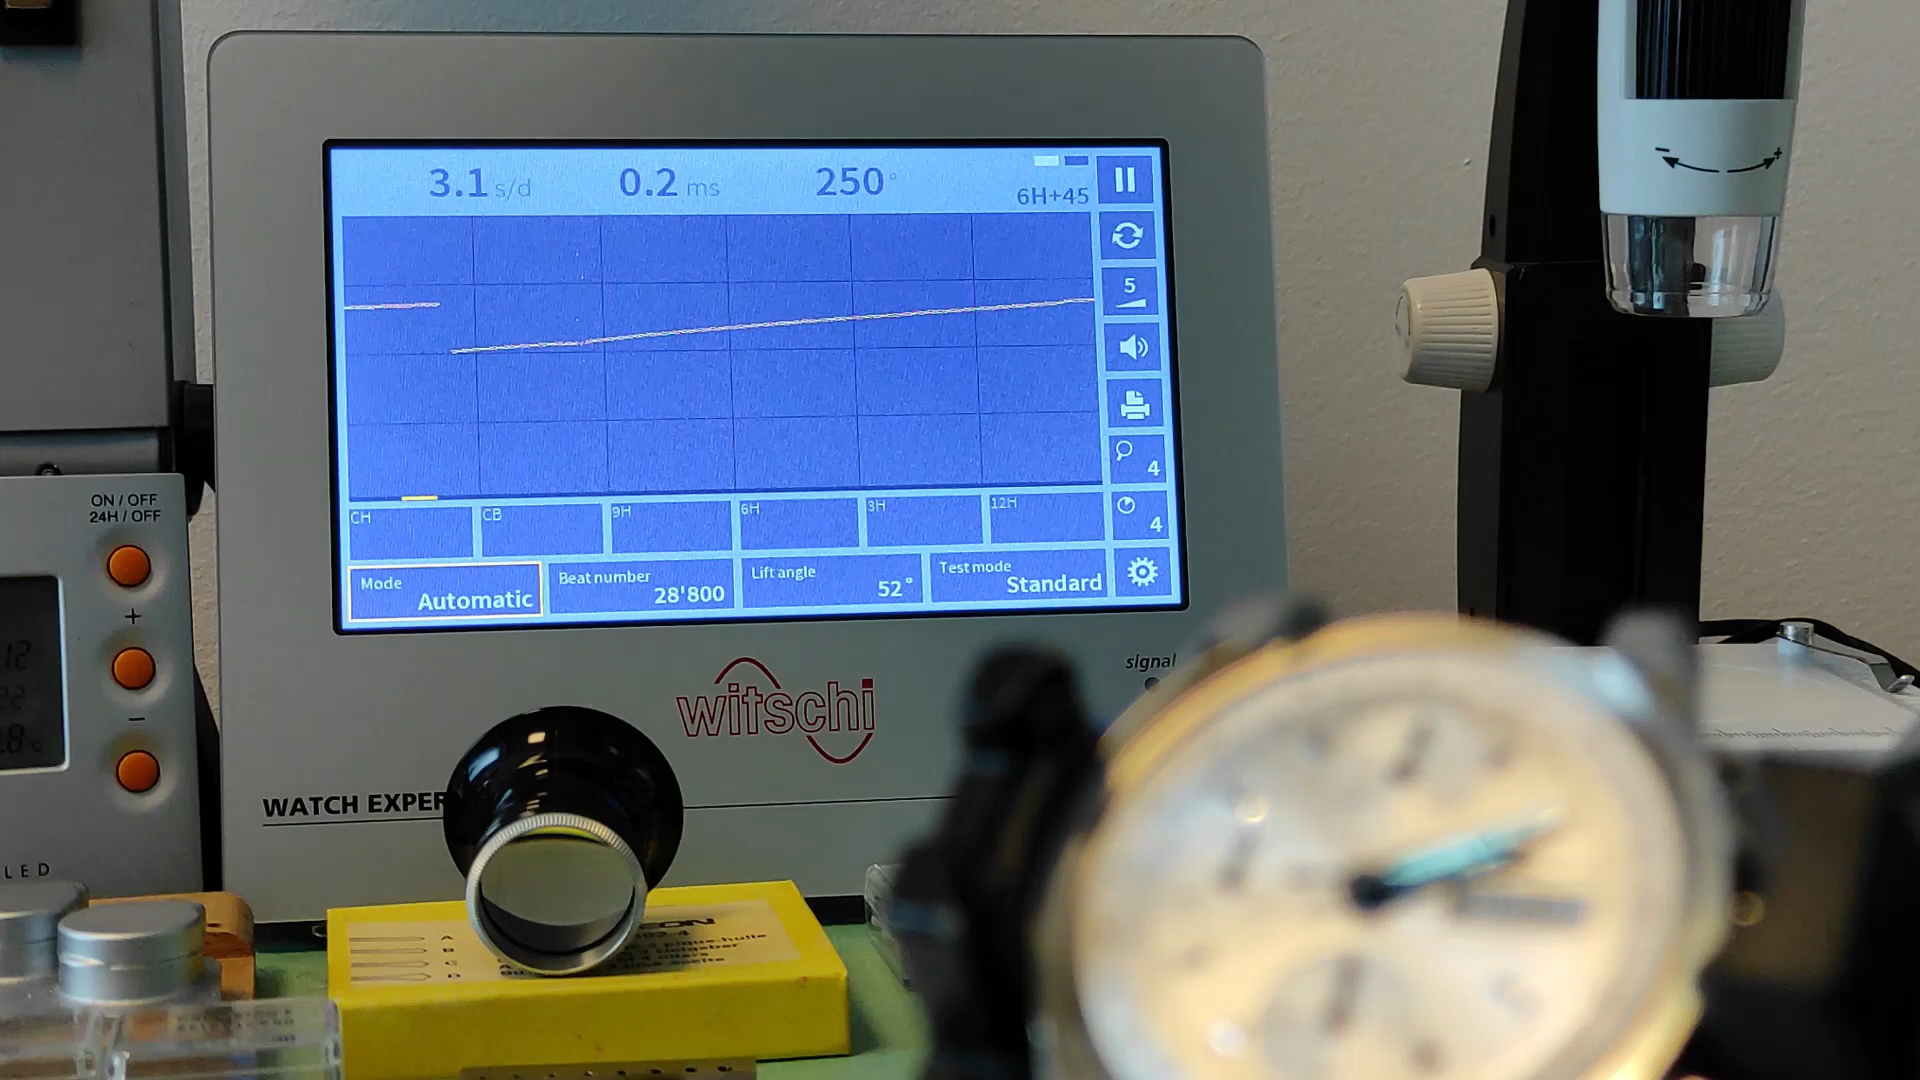 3.1 s/d 0.2 ms 250°
6H+45
5
4
CH CB 9H 6H 3H 12H
4
Mode Automatic
Beat number 28'800
Lift angle 52°
Test mode Standard
signal
witschi
WATCH EXPER
ON / OFF
24H / OFF
+
−
LED
A
B
C
D
− +